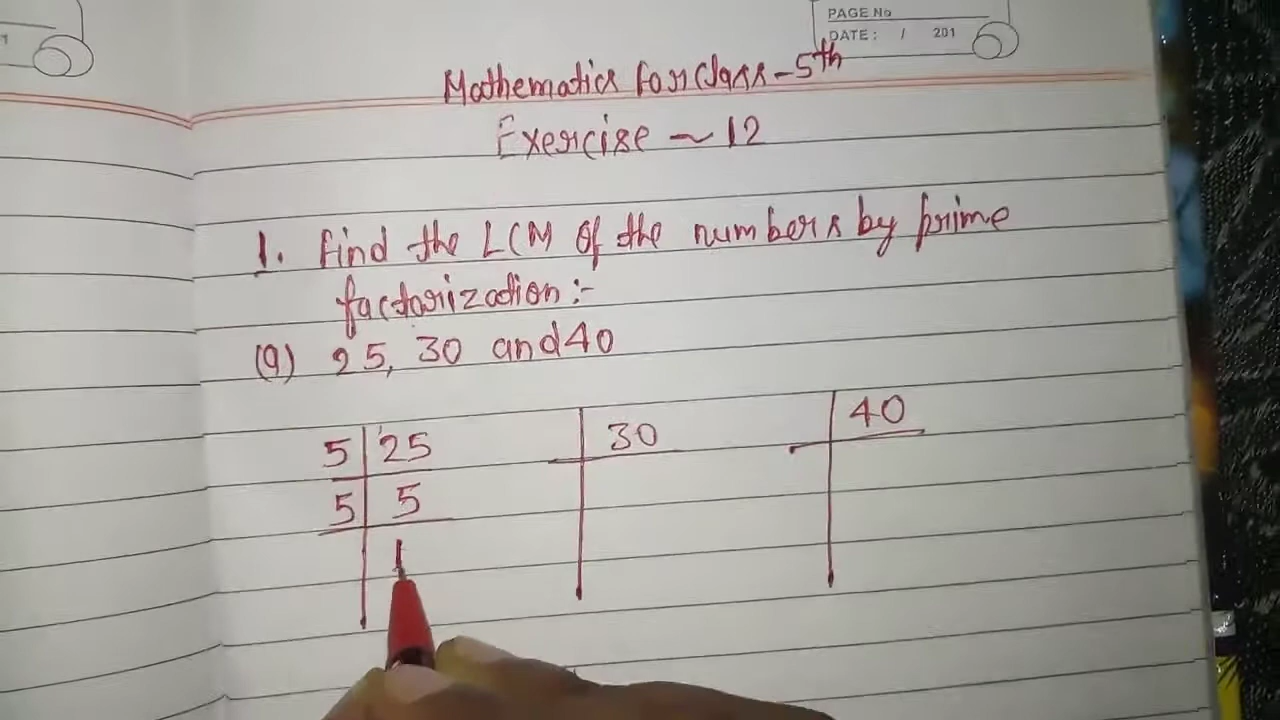 PAGE No
DATE: / 201
Mathematics For Class-5th
Exercise ~ 12
1. Find the LCM of the numbers by prime
factorization:-
(a) 25, 30 and 40
5 25 30 40
5 5
1